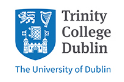 Trinity
College
Dublin
The University of Dublin